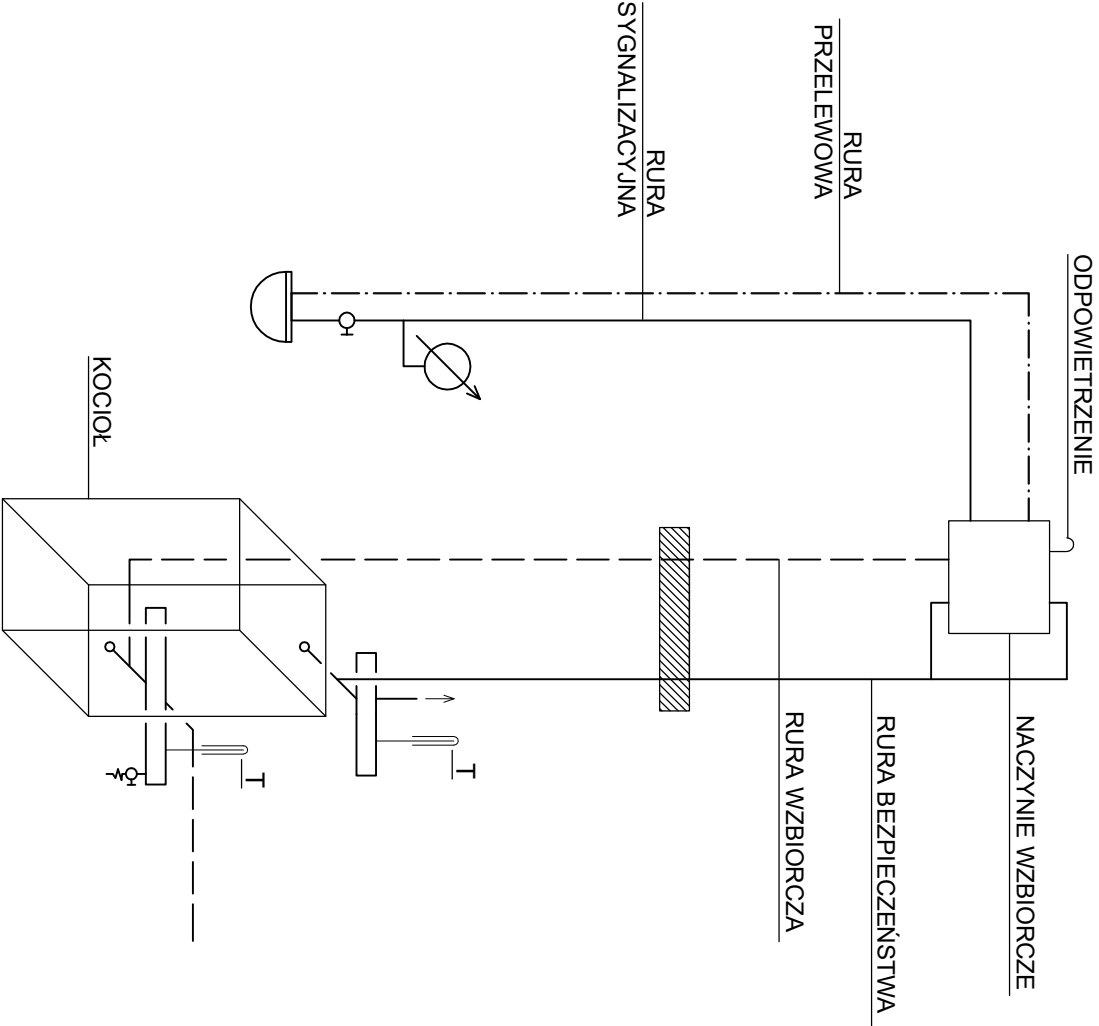 ODPOWIETRZENIE
NACZYNIE WZBIORCZE
RURA
PRZELEWOWA
RURA BEZPIECZEŃSTWA
RURA WZBIORCZA
RURA
SYGNALIZACYJNA
T
T
KOCIOŁ